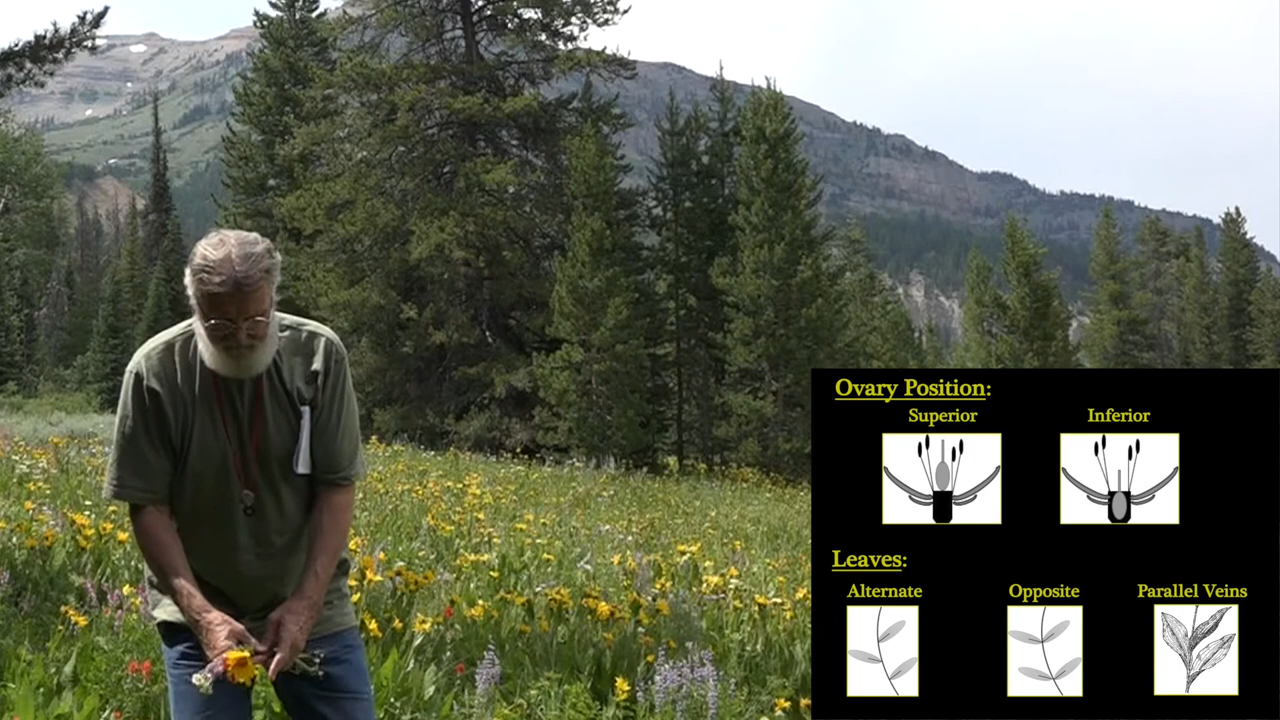 Ovary Position:
Superior Inferior
Leaves:
Alternate Opposite Parallel Veins